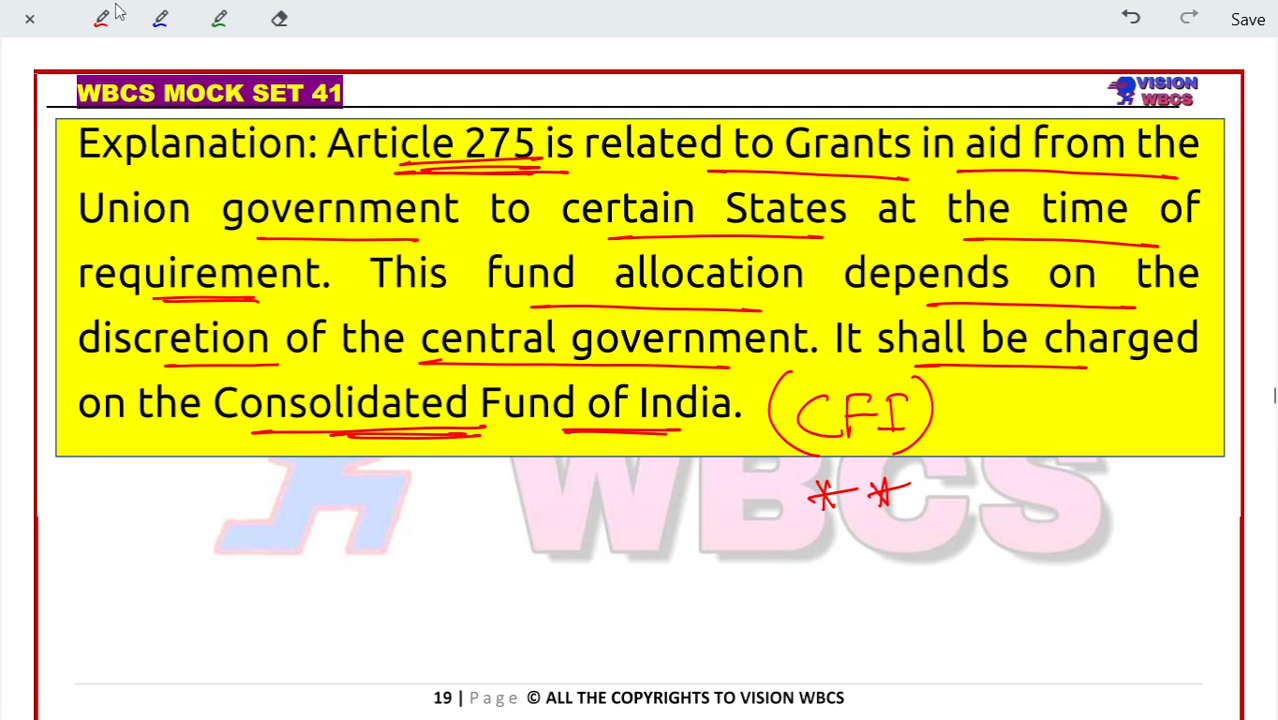 Save
WBCS MOCK SET 41
VISION
WBCS
Explanation: Article 275 is related to Grants in aid from the
Union government to certain States at the time of
requirement. This fund allocation depends on the
discretion of the central government. It shall be charged
on the Consolidated Fund of India. (CFI)
**
WBCS
19 | Page © ALL THE COPYRIGHTS TO VISION WBCS